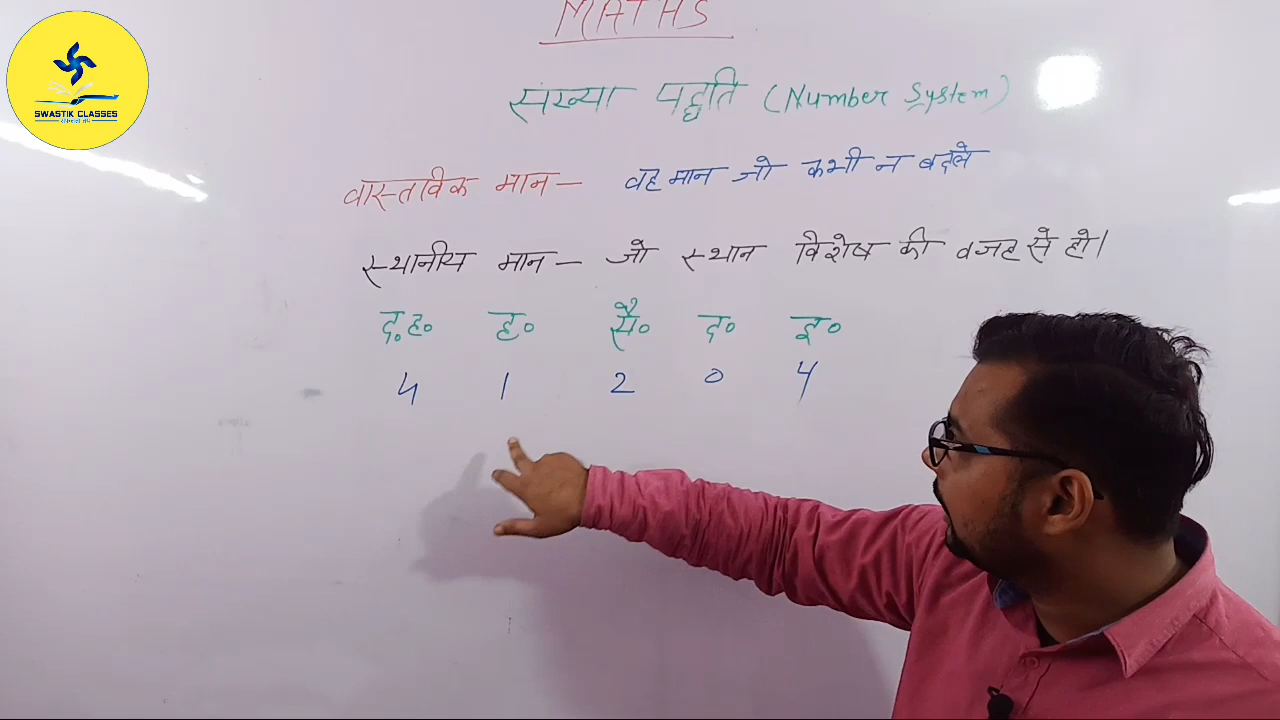 MATHS
SWASTIK CLASSES
संख्या पद्धति (Number System)
वास्तविक मान – वह मान जो कभी न बदले
स्थानीय मान – जो स्थान विशेष की वजह से हो।
द.ह० ह० सै० द० इ०
4 1 2 0 4